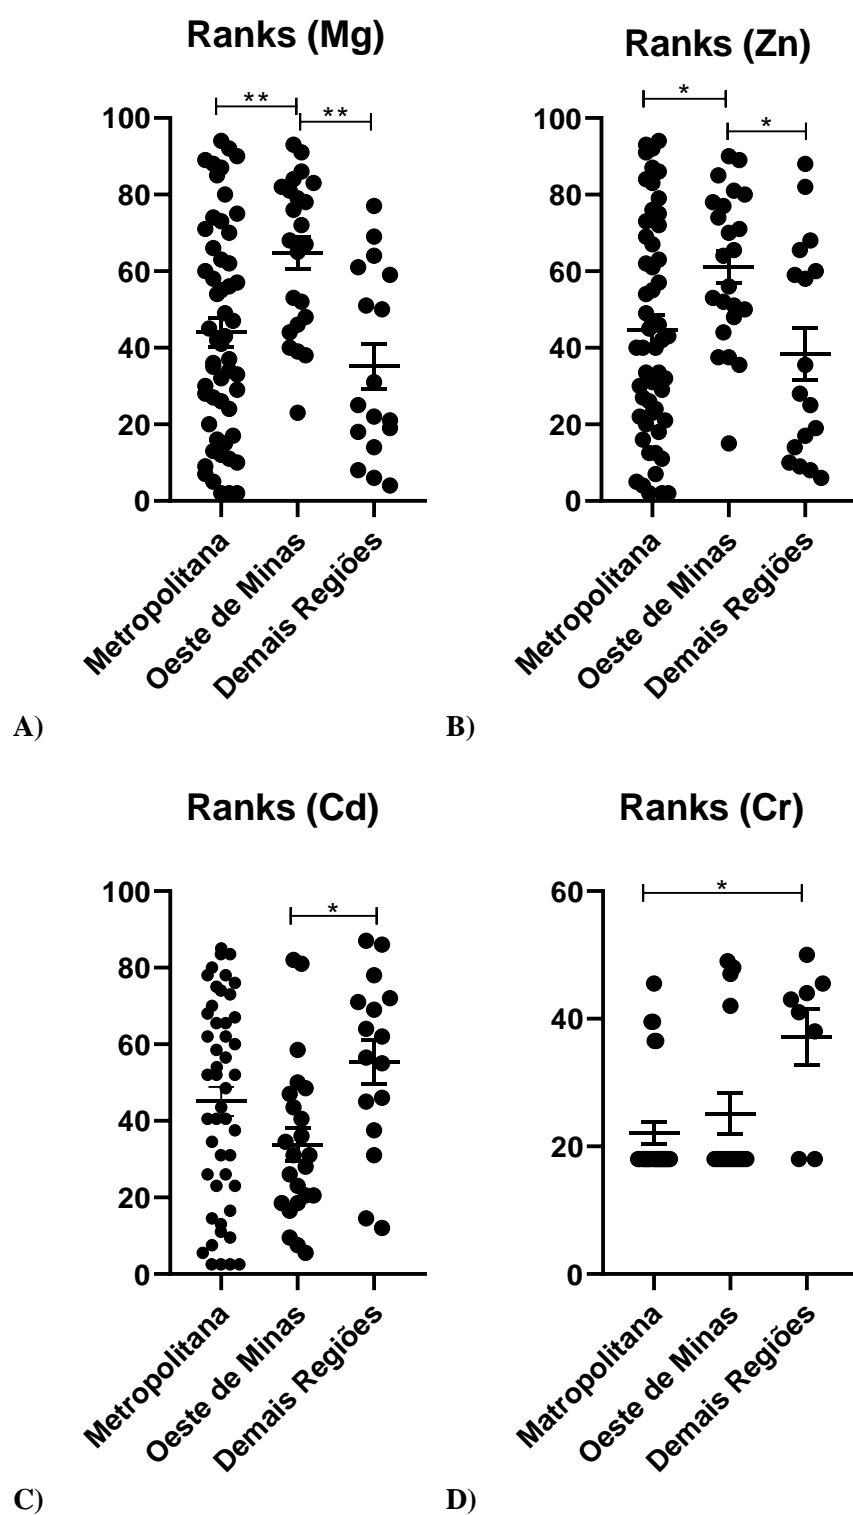 Ranks (Mg)
**
**
100
80
60
40
20
0
Metropolitana
Oeste de Minas
Demais Regiões
A)
Ranks (Zn)
*
*
100
80
60
40
20
0
Metropolitana
Oeste de Minas
Demais Regiões
B)
Ranks (Cd)
*
100
80
60
40
20
0
Metropolitana
Oeste de Minas
Demais Regiões
C)
Ranks (Cr)
*
60
40
20
0
Matropolitana
Oeste de Minas
Demais Regiões
D)